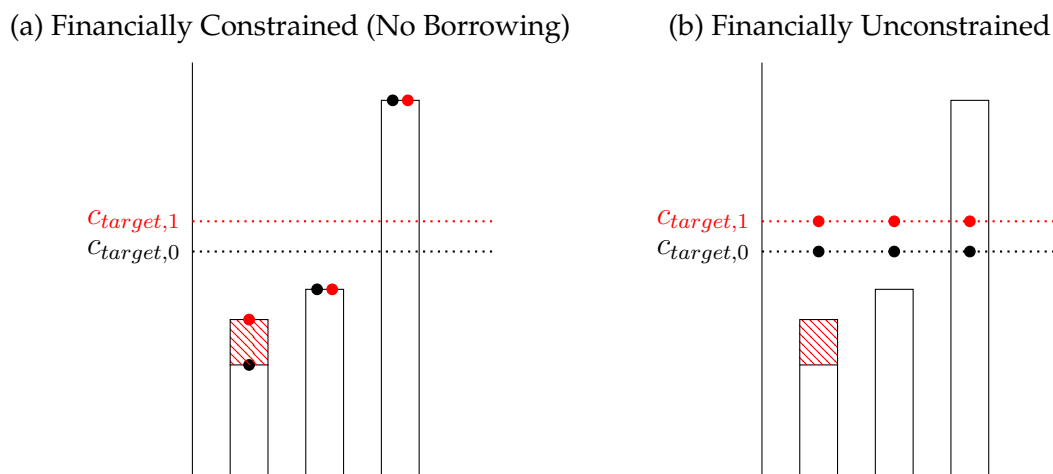 (a) Financially Constrained (No Borrowing)
(b) Financially Unconstrained
c_{target,1}
c_{target,0}
c_{target,1}
c_{target,0}